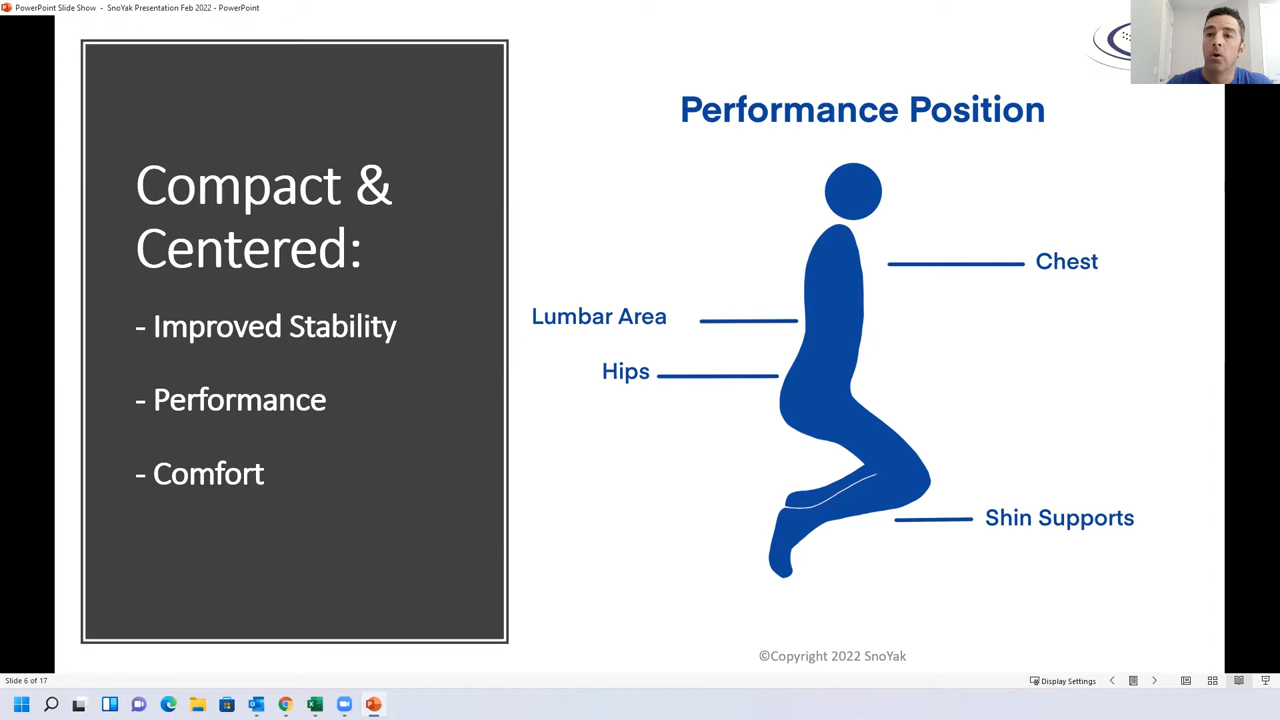 PowerPoint Slide Show - SnoYak Presentation Feb 2022 - PowerPoint
Compact &
Centered:
- Improved Stability
- Performance
- Comfort
Performance Position
Chest
Lumbar Area
Hips
Shin Supports
©Copyright 2022 SnoYak
Slide 6 of 17
Display Settings